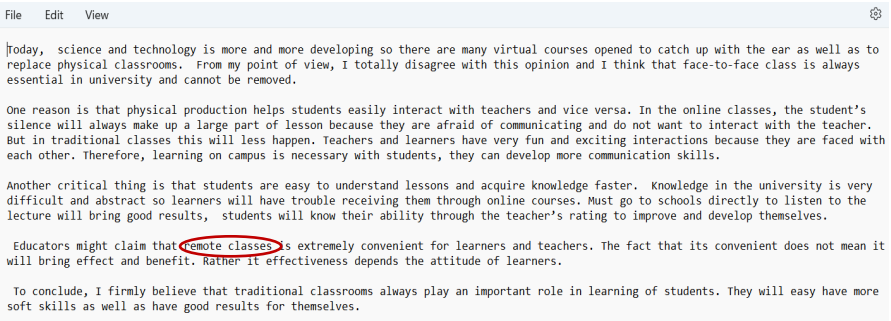 File Edit View
Today, science and technology is more and more developing so there are many virtual courses opened to catch up with the ear as well as to
replace physical classrooms. From my point of view, I totally disagree with this opinion and I think that face-to-face class is always
essential in university and cannot be removed.
One reason is that physical production helps students easily interact with teachers and vice versa. In the online classes, the student’s
silence will always make up a large part of lesson because they are afraid of communicating and do not want to interact with the teacher.
But in traditional classes this will less happen. Teachers and learners have very fun and exciting interactions because they are faced with
each other. Therefore, learning on campus is necessary with students, they can develop more communication skills.
Another critical thing is that students are easy to understand lessons and acquire knowledge faster. Knowledge in the university is very
difficult and abstract so learners will have trouble receiving them through online courses. Must go to schools directly to listen to the
lecture will bring good results, students will know their ability through the teacher’s rating to improve and develop themselves.
Educators might claim that remote classes is extremely convenient for learners and teachers. The fact that its convenient does not mean it
will bring effect and benefit. Rather it effectiveness depends the attitude of learners.
To conclude, I firmly believe that traditional classrooms always play an important role in learning of students. They will easy have more
soft skills as well as have good results for themselves.